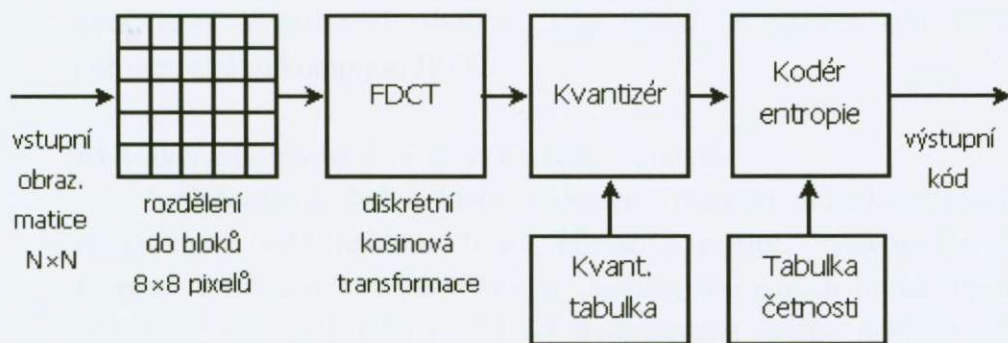 vstupní
obraz.
matice
N×N
rozdělení
do bloků
8×8 pixelů
FDCT
diskrétní
kosinová
transformace
Kvantizér
Kvant.
tabulka
Kodér
entropie
Tabulka
četnosti
výstupní
kód